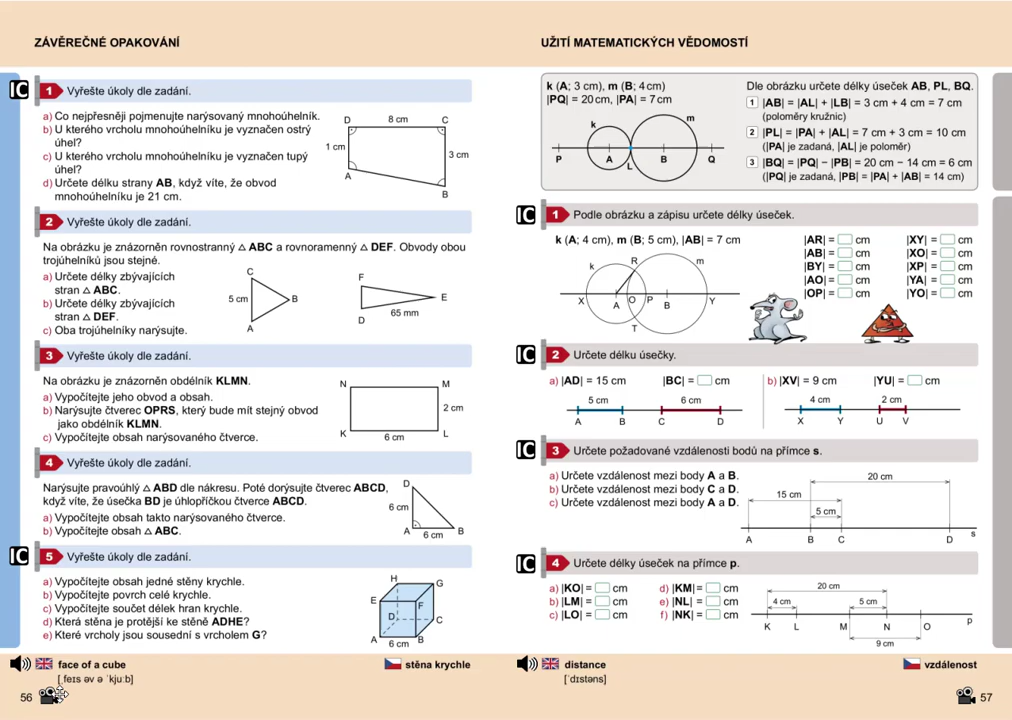 ZÁVĚREČNÉ OPAKOVÁNÍ
IC
1 Vyřešte úkoly dle zadání.
a) Co nejpřesněji pojmenujte narýsovaný mnohoúhelník.
b) U kterého vrcholu mnohoúhelníku je vyznačen ostrý
úhel?
c) U kterého vrcholu mnohoúhelníku je vyznačen tupý
úhel?
d) Určete délku strany AB, když víte, že obvod
mnohoúhelníku je 21 cm.
D 8 cm C
1 cm
3 cm
A
B
2 Vyřešte úkoly dle zadání.
Na obrázku je znázorněn rovnostranný △ ABC a rovnoramenný △ DEF. Obvody obou
trojúhelníků jsou stejné.
a) Určete délky zbývajících
stran △ ABC.
b) Určete délky zbývajících
stran △ DEF.
c) Oba trojúhelníky narýsujte.
C
5 cm B
A
F
E
65 mm
D
3 Vyřešte úkoly dle zadání.
Na obrázku je znázorněn obdélník KLMN.
a) Vypočítejte jeho obvod a obsah.
b) Narýsujte čtverec OPRS, který bude mít stejný obvod
jako obdélník KLMN.
c) Vypočítejte obsah narýsovaného čtverce.
N M
2 cm
K 6 cm L
4 Vyřešte úkoly dle zadání.
Narýsujte pravoúhlý △ ABD dle nákresu. Poté dorýsujte čtverec ABCD,
když víte, že úsečka BD je úhlopříčkou čtverce ABCD.
a) Vypočítejte obsah takto narýsovaného čtverce.
b) Vypočítejte obsah △ ABC.
D
6 cm
A 6 cm B
IC
5 Vyřešte úkoly dle zadání.
a) Vypočítejte obsah jedné stěny krychle.
b) Vypočítejte povrch celé krychle.
c) Vypočítejte součet délek hran krychle.
d) Která stěna je protější ke stěně ADHE?
e) Které vrcholy jsou sousední s vrcholem G?
H G
E F
D C
A 6 cm B
face of a cube
stěna krychle
[ˌfeɪs əv ə ˈkjuːb]
56
UŽITÍ MATEMATICKÝCH VĚDOMOSTÍ
k (A; 3 cm), m (B; 4 cm)
|PQ| = 20 cm, |PA| = 7 cm
k m
P A B Q
L
Dle obrázku určete délky úseček AB, PL, BQ.
1 |AB| = |AL| + |LB| = 3 cm + 4 cm = 7 cm
(poloměry kružnic)
2 |PL| = |PA| + |AL| = 7 cm + 3 cm = 10 cm
(|PA| je zadaná, |AL| je poloměr)
3 |BQ| = |PQ| − |PB| = 20 cm − 14 cm = 6 cm
(|PQ| je zadaná, |PB| = |PA| + |AB| = 14 cm)
IC
1 Podle obrázku a zápisu určete délky úseček.
k (A; 4 cm), m (B; 5 cm), |AB| = 7 cm
k R m
X A O P B Y
T
|AR| = cm |XY| = cm
|AB| = cm |XO| = cm
|BY| = cm |XP| = cm
|AO| = cm |YA| = cm
|OP| = cm |YO| = cm
IC
2 Určete délku úsečky.
a) |AD| = 15 cm |BC| = cm
5 cm 6 cm
A B C D
b) |XV| = 9 cm |YU| = cm
4 cm 2 cm
X Y U V
IC
3 Určete požadované vzdálenosti bodů na přímce s.
a) Určete vzdálenost mezi body A a B.
b) Určete vzdálenost mezi body C a D.
c) Určete vzdálenost mezi body A a D.
20 cm
15 cm
5 cm
A B C D s
IC
4 Určete délky úseček na přímce p.
a) |KO| = cm d) |KM| = cm
b) |LM| = cm e) |NL| = cm
c) |LO| = cm f) |NK| = cm
20 cm
4 cm 5 cm
K L M N O p
9 cm
distance
vzdálenost
[ˈdɪstəns]
57